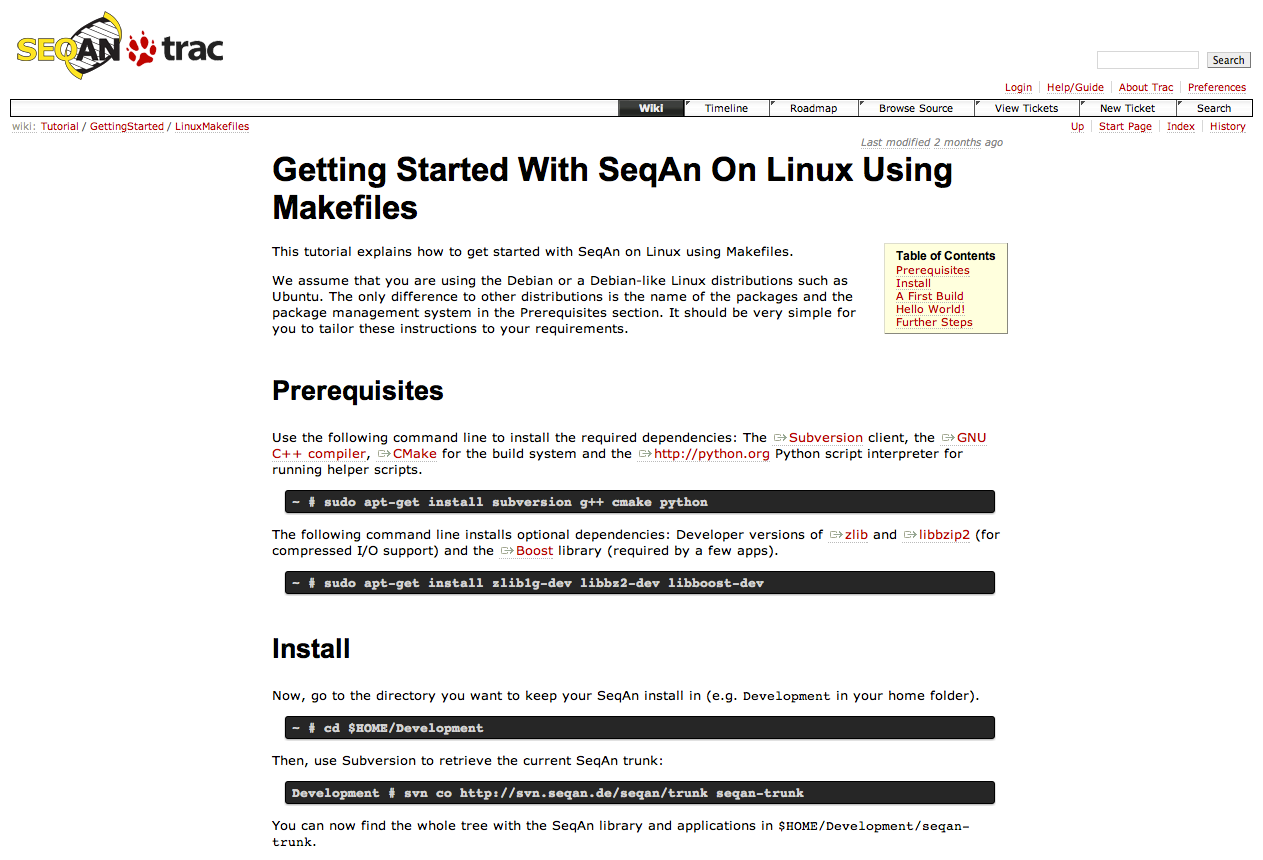 SEQAN trac
Search
Login Help/Guide About Trac Preferences
Wiki Timeline Roadmap Browse Source View Tickets New Ticket Search
wiki: Tutorial / GettingStarted / LinuxMakefiles
Up Start Page Index History
Last modified 2 months ago
Getting Started With SeqAn On Linux Using
Makefiles
This tutorial explains how to get started with SeqAn on Linux using Makefiles.
We assume that you are using the Debian or a Debian-like Linux distributions such as
Ubuntu. The only difference to other distributions is the name of the packages and the
package management system in the Prerequisites section. It should be very simple for
you to tailor these instructions to your requirements.
Table of Contents
Prerequisites
Install
A First Build
Hello World!
Further Steps
Prerequisites
Use the following command line to install the required dependencies: The Subversion client, the GNU
C++ compiler, CMake for the build system and the http://python.org Python script interpreter for
running helper scripts.
~ # sudo apt-get install subversion g++ cmake python
The following command line installs optional dependencies: Developer versions of zlib and libbzip2 (for
compressed I/O support) and the Boost library (required by a few apps).
~ # sudo apt-get install zlib1g-dev libbz2-dev libboost-dev
Install
Now, go to the directory you want to keep your SeqAn install in (e.g. Development in your home folder).
~ # cd $HOME/Development
Then, use Subversion to retrieve the current SeqAn trunk:
Development # svn co http://svn.seqan.de/seqan/trunk seqan-trunk
You can now find the whole tree with the SeqAn library and applications in $HOME/Development/seqan-
trunk.